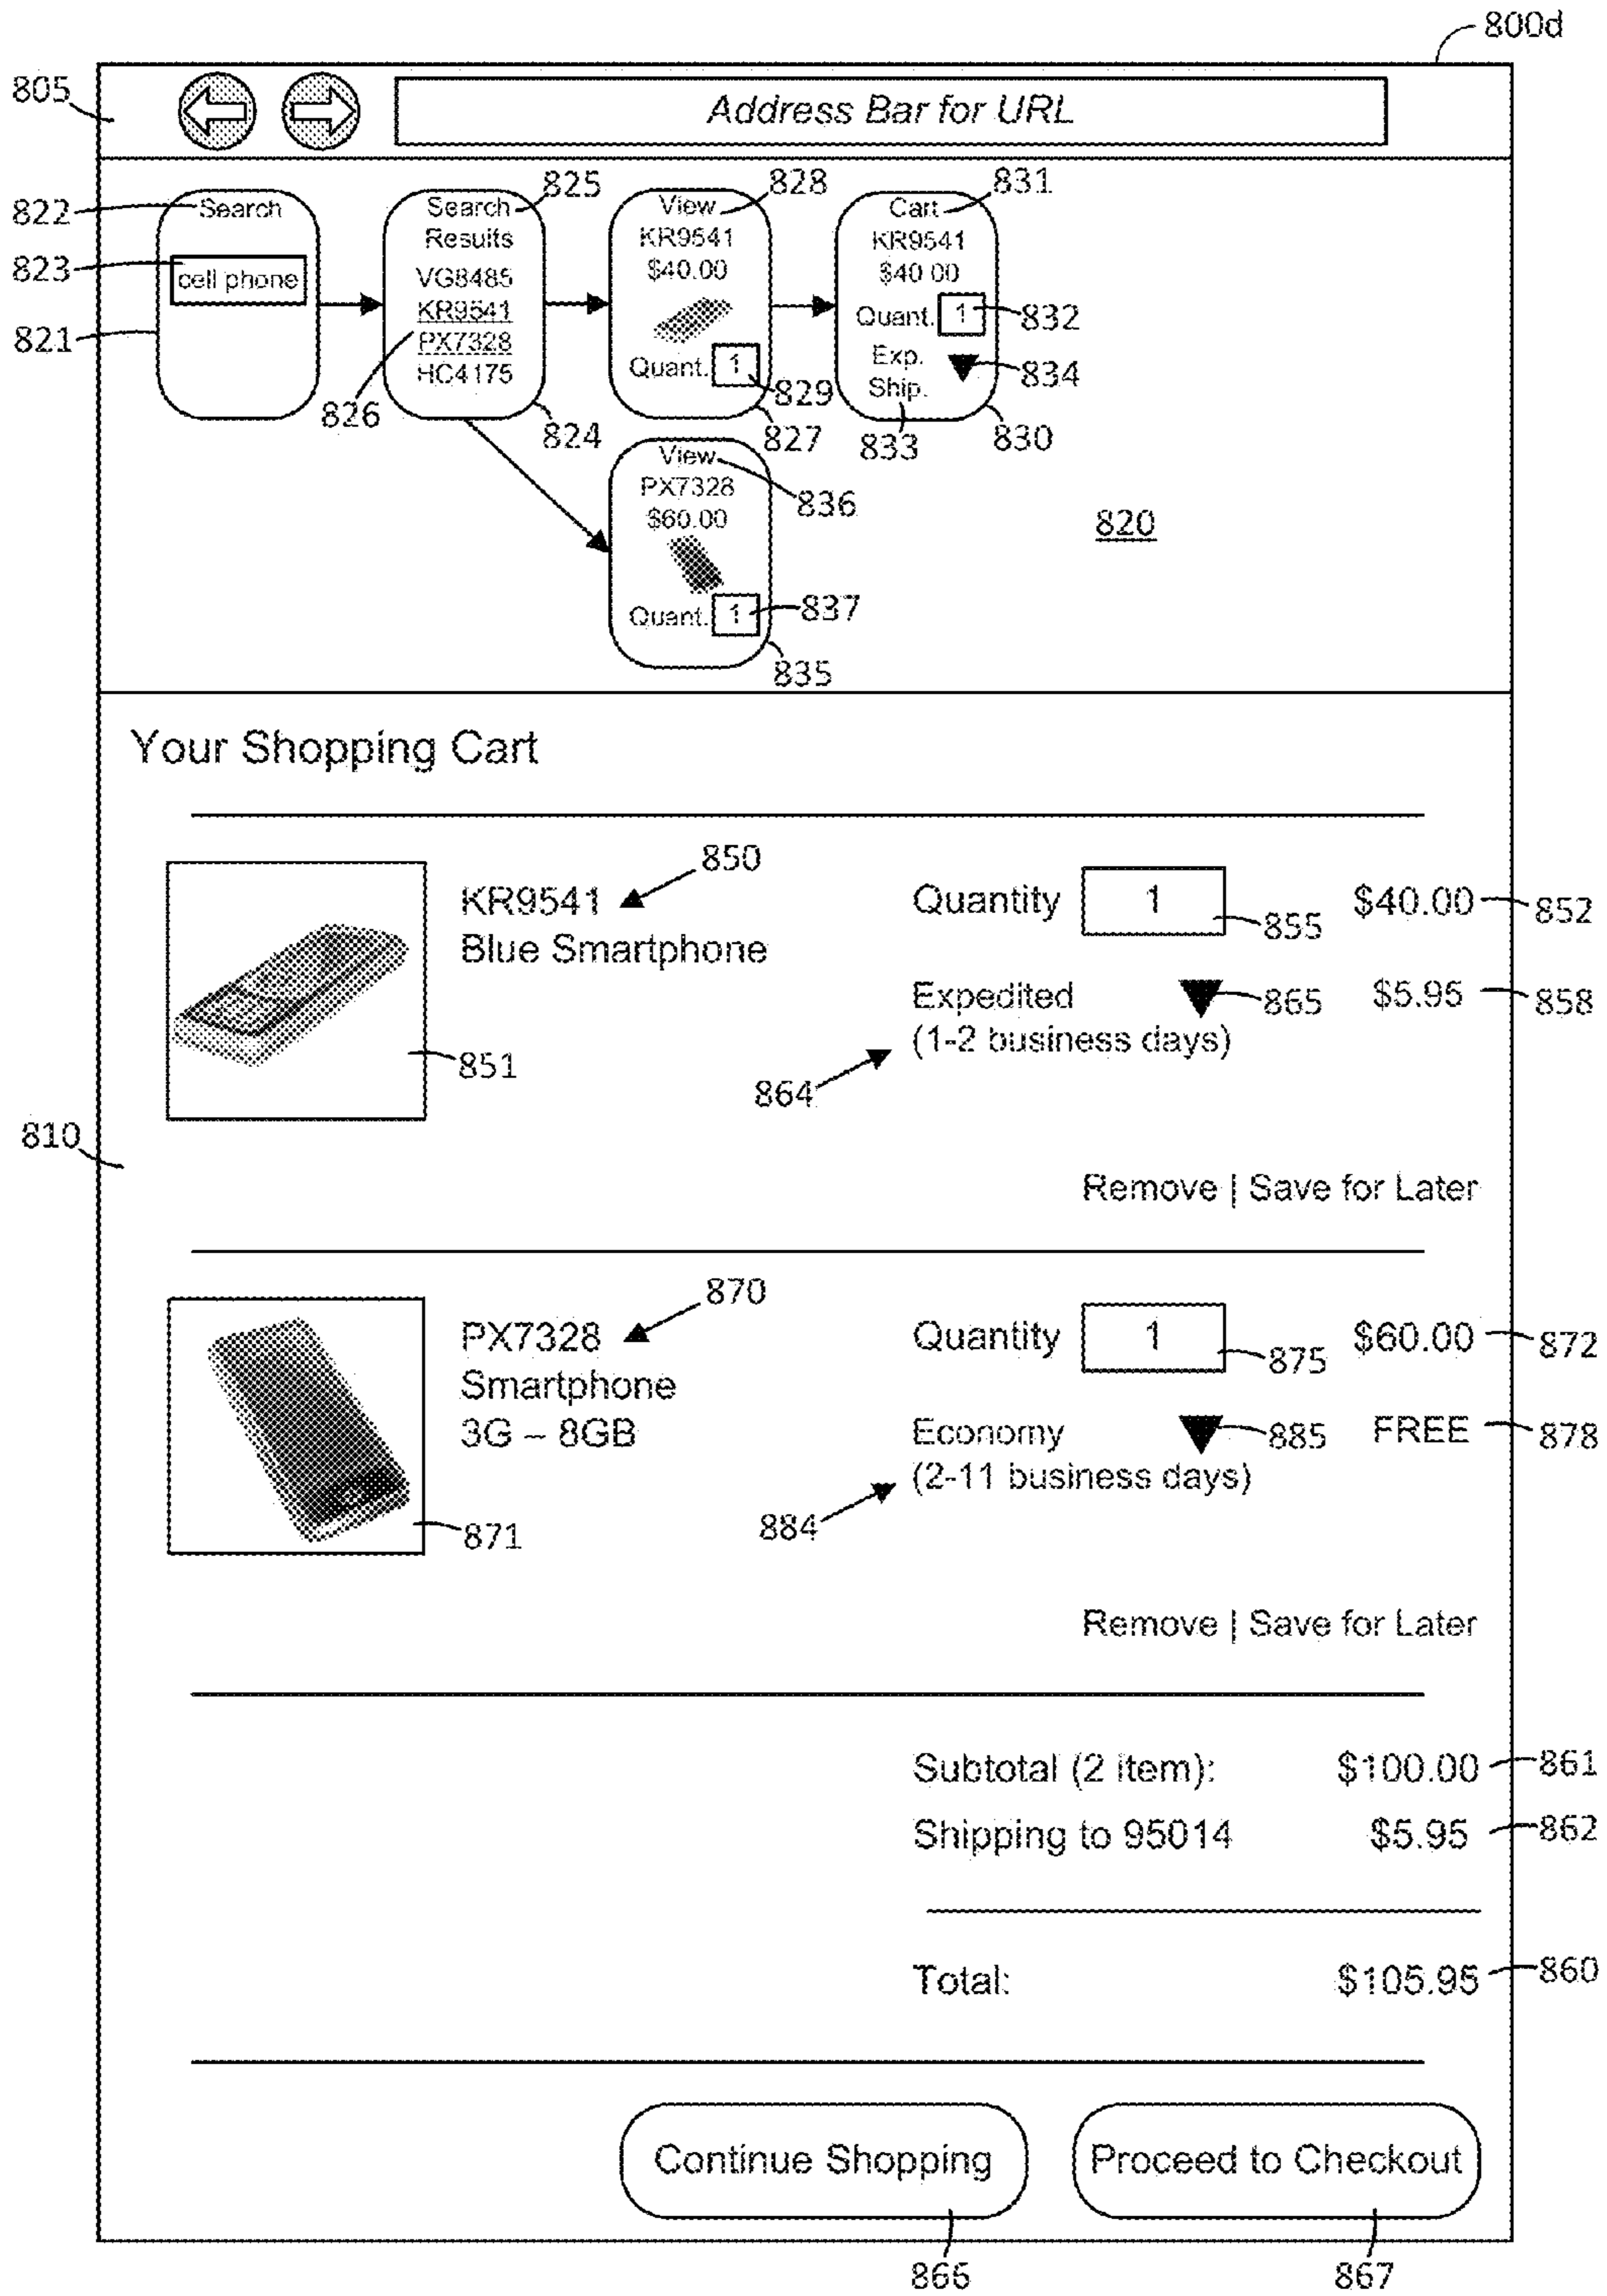 800d
805
Address Bar for URL
822
Search
823
cell phone
821
825
Search
Results
VG8485
KR9541
PX7328
HC4175
826
824
828
View
KR9541
$40.00
Quant. 1
829
827
831
Cart
KR9541
$40 00
Quant. 1
832
Exp.
Ship.
834
833
830
View
836
PX7328
$60.00
Quant. 1
837
835
820
Your Shopping Cart
850
KR9541
Blue Smartphone
851
Quantity 1 $40.00
855
852
Expedited $5.95
865
858
(1-2 business days)
864
810
Remove | Save for Later
870
PX7328
Smartphone
3G – 8GB
871
Quantity 1 $60.00
875
872
Economy FREE
885
878
(2-11 business days)
884
Remove | Save for Later
Subtotal (2 item): $100.00 861
Shipping to 95014 $5.95 862
Total: $105.95 860
Continue Shopping
Proceed to Checkout
866
867